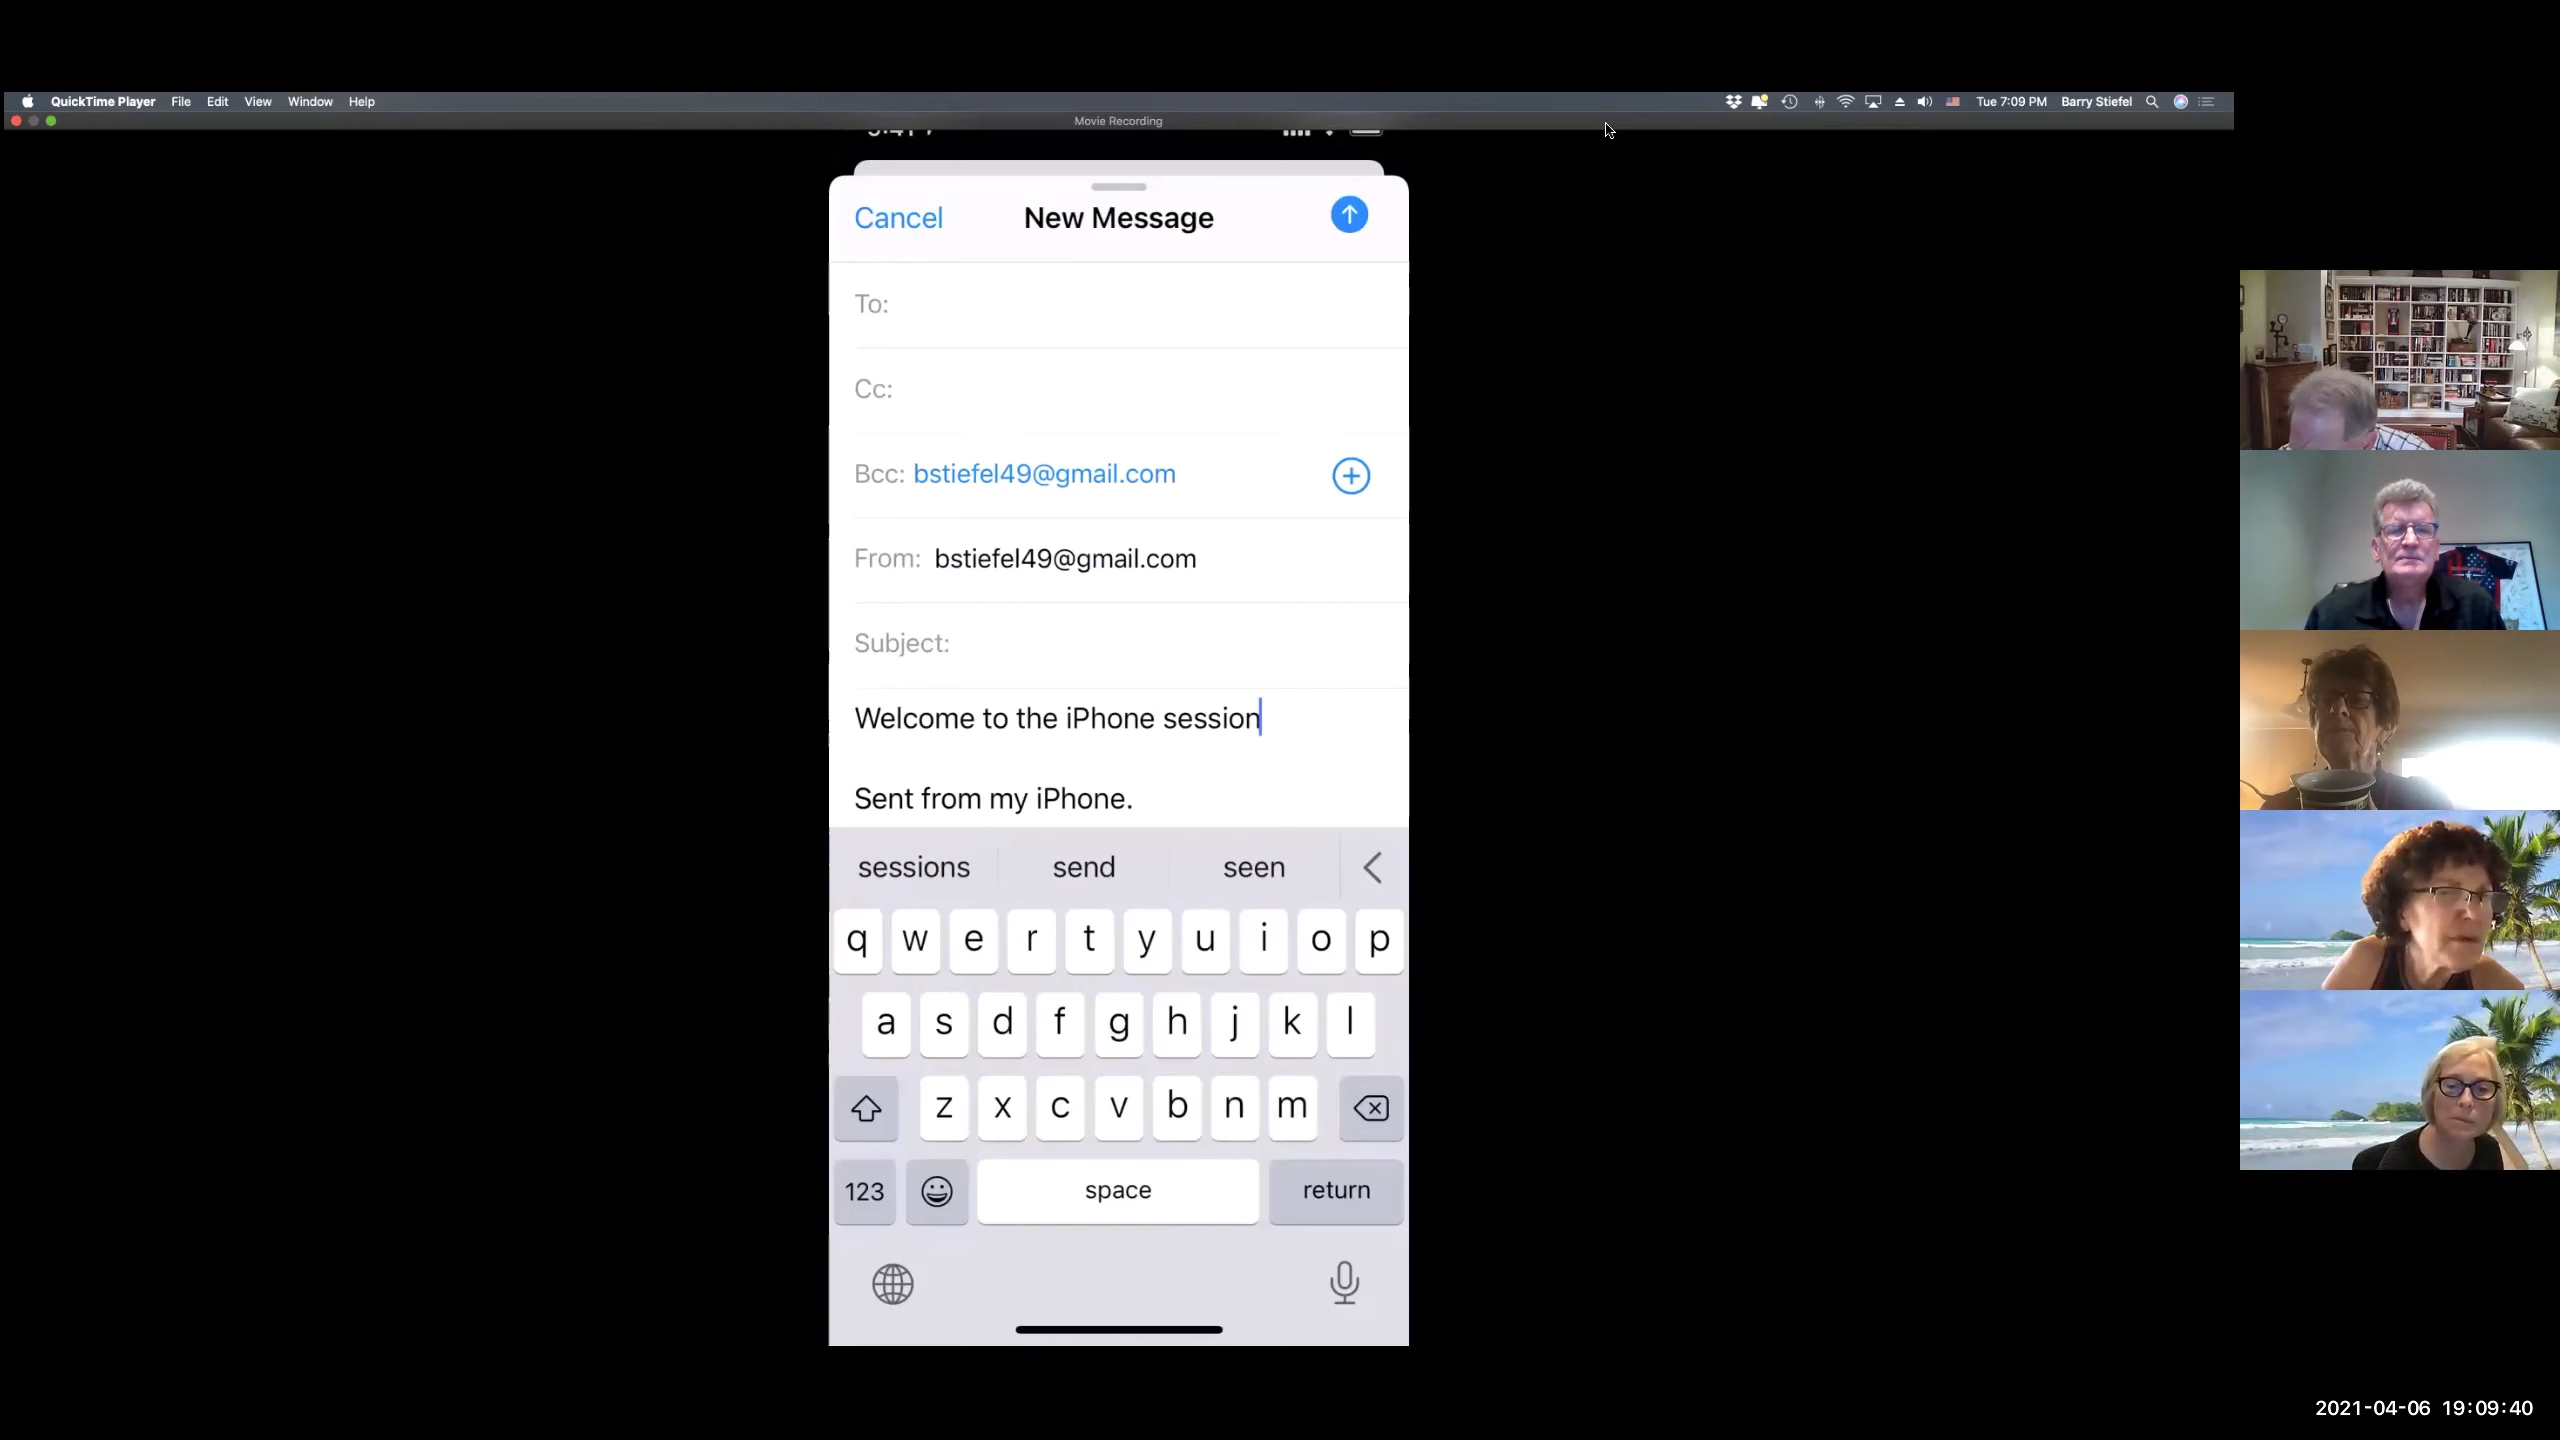 QuickTime Player File Edit View Window Help Tue 7:09 PM Barry Stiefel
Movie Recording
Cancel New Message
To:
Cc:
Bcc: bstiefel49@gmail.com
From: bstiefel49@gmail.com
Subject:
Welcome to the iPhone session
Sent from my iPhone.
sessions send seen
q w e r t y u i o p
a s d f g h j k l
z x c v b n m
123 space return
2021-04-06 19:09:40